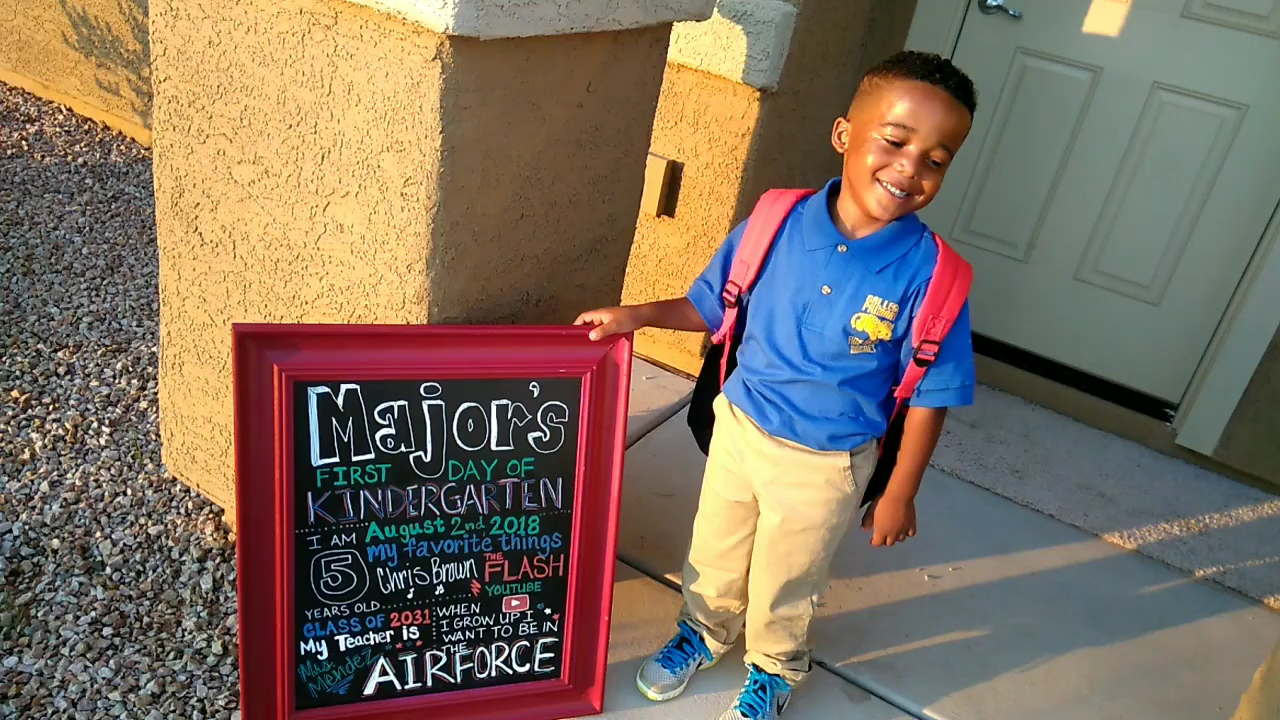 Major's
FIRST DAY OF
KINDERGARTEN
August 2nd 2018
I AM
5
YEARS OLD
my favorite things
Chris Brown
THE FLASH
YOUTUBE
CLASS OF 2031
My Teacher is
Mrs. Mendez
WHEN
I GROW UP I
WANT TO BE IN
THE
AIRFORCE